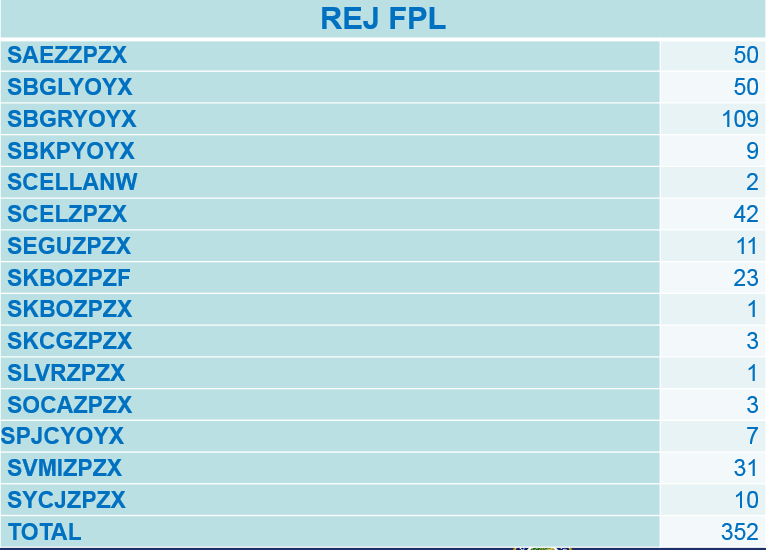 REJ FPL
SAEZZPZX 50
SBGLYOYX 50
SBGRYOYX 109
SBKPYOYX 9
SCELLANW 2
SCELZPZX 42
SEGUZPZX 11
SKBOZPZF 23
SKBOZPZX 1
SKCGZPZX 3
SLVRZPZX 1
SOCAZPZX 3
SPJCYOYX 7
SVMIZPZX 31
SYCJZPZX 10
TOTAL 352